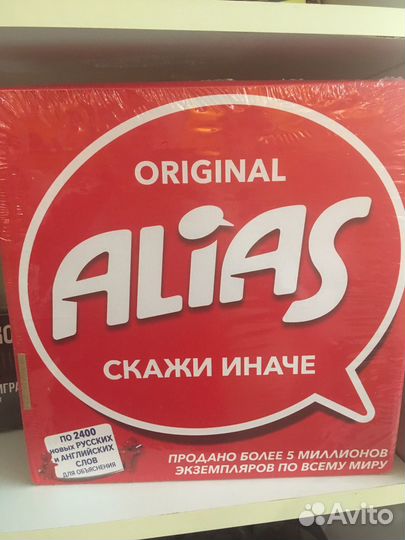 ORIGINAL
ALIAS
СКАЖИ ИНАЧЕ
ПО 2400
НОВЫХ РУССКИХ
И АНГЛИЙСКИХ
СЛОВ
ДЛЯ ОБЪЯСНЕНИЯ
ПРОДАНО БОЛЕЕ 5 МИЛЛИОНОВ
ЭКЗЕМПЛЯРОВ ПО ВСЕМУ МИРУ
Avito